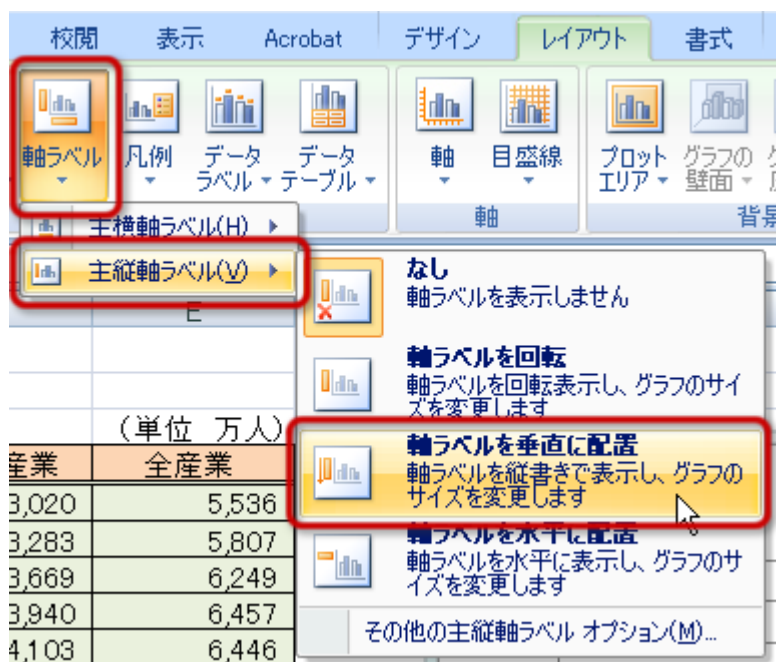 校閲 表示 Acrobat デザイン レイアウト 書式
軸ラベル 凡例 データ
ラベル データ
テーブル 軸 目盛線 プロット
エリア グラフの
壁面
軸 背景
主横軸ラベル(H)
主縦軸ラベル(V)
なし
軸ラベルを表示しません
軸ラベルを回転
軸ラベルを回転表示し、グラフのサイ
ズを変更します
軸ラベルを垂直に配置
軸ラベルを縦書きで表示し、グラフの
サイズを変更します
軸ラベルを水平に配置
軸ラベルを水平に表示し、グラフのサ
イズを変更します
その他の主縦軸ラベル オプション(M)...
E
(単位 万人)
産業 全産業
3,020 5,536
3,283 5,807
3,669 6,249
3,940 6,457
4,103 6,446